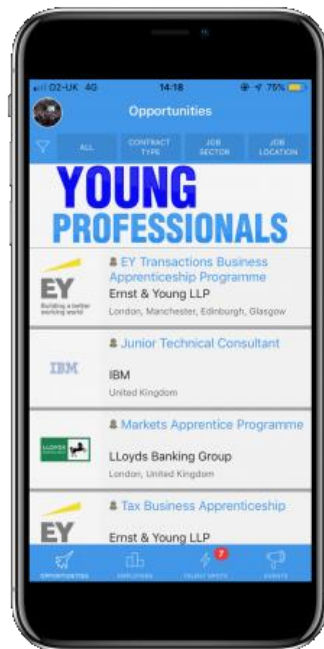 O2-UK 4G 14:18 75%
Opportunities
ALL
CONTRACT TYPE
JOB SECTOR
JOB LOCATION
YOUNG
PROFESSIONALS
EY
Building a better
working world
EY Transactions Business
Apprenticeship Programme
Ernst & Young LLP
London, Manchester, Edinburgh, Glasgow
IBM
Junior Technical Consultant
IBM
United Kingdom
LLOYDS
Markets Apprentice Programme
LLoyds Banking Group
London, United Kingdom
EY
Tax Business Apprenticeship
Ernst & Young LLP
7
OPPORTUNITIES
EMPLOYERS
TALENT SPOTS
EVENTS